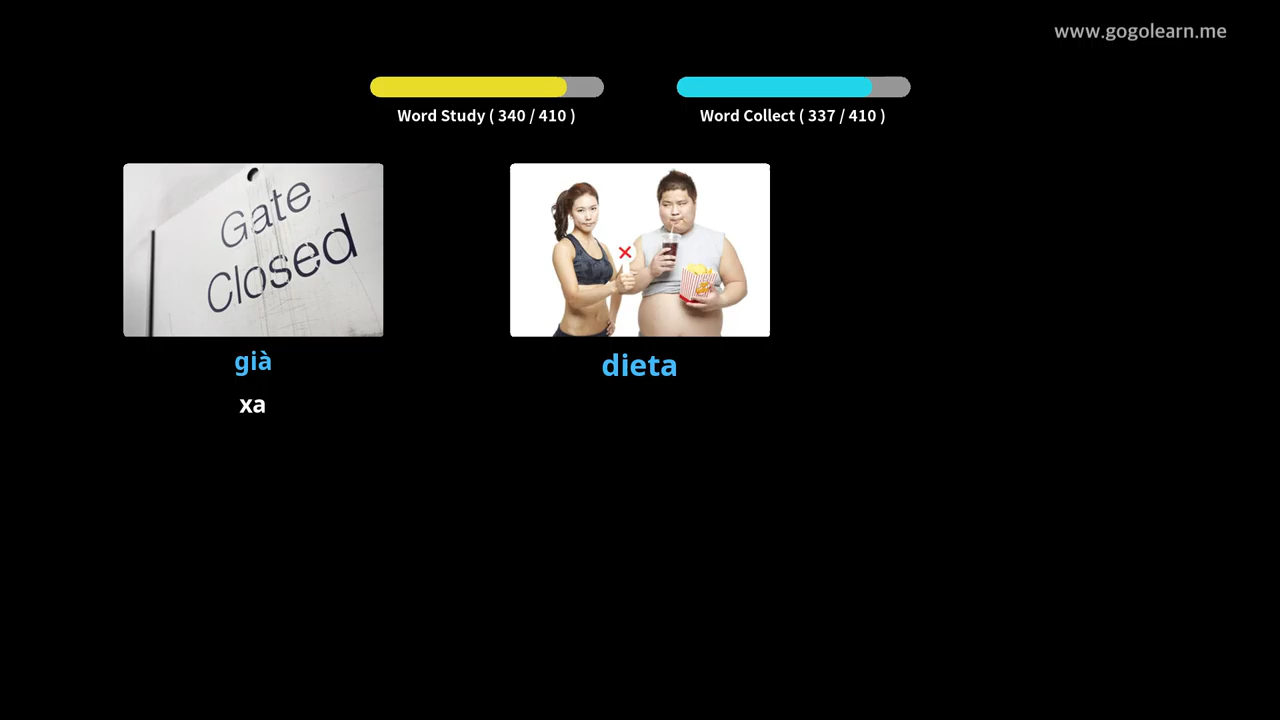 www.gogolearn.me
Word Study ( 340 / 410 )
Word Collect ( 337 / 410 )
Gate
Closed
già
xa
dieta